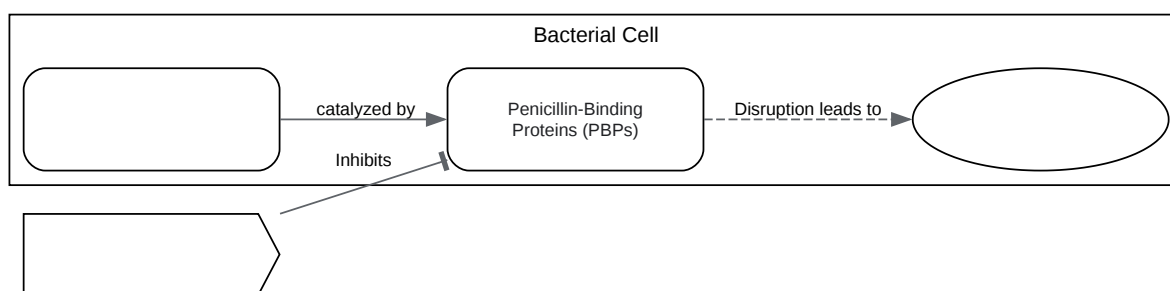 Bacterial Cell
catalyzed by
Penicillin-Binding
Proteins (PBPs)
Disruption leads to
Inhibits